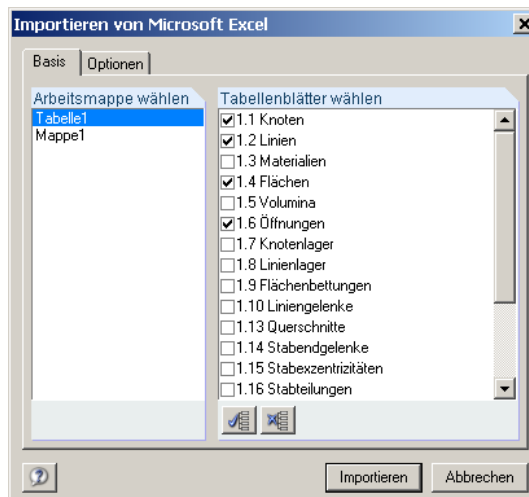 Importieren von Microsoft Excel
Basis
Optionen
Arbeitsmappe wählen
Tabelle1
Mappe1
Tabellenblätter wählen
1.1 Knoten
1.2 Linien
1.3 Materialien
1.4 Flächen
1.5 Volumina
1.6 Öffnungen
1.7 Knotenlager
1.8 Linienlager
1.9 Flächenbettungen
1.10 Liniengelenke
1.13 Querschnitte
1.14 Stabendgelenke
1.15 Stabexzentrizitäten
1.16 Stabteilungen
Importieren
Abbrechen